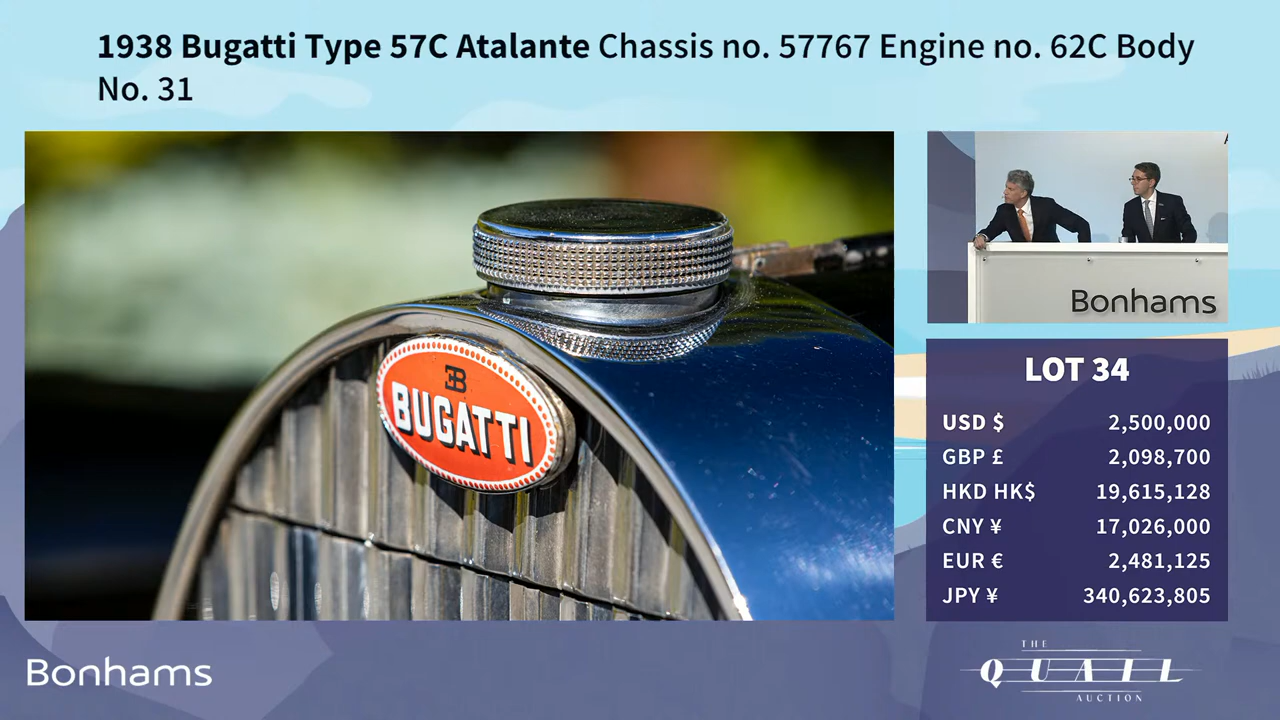 1938 Bugatti Type 57C Atalante Chassis no. 57767 Engine no. 62C Body
No. 31
BUGATTI
Bonhams
LOT 34
USD $ 2,500,000
GBP £ 2,098,700
HKD HK$ 19,615,128
CNY ¥ 17,026,000
EUR € 2,481,125
JPY ¥ 340,623,805
Bonhams
THE
QUAIL
AUCTION